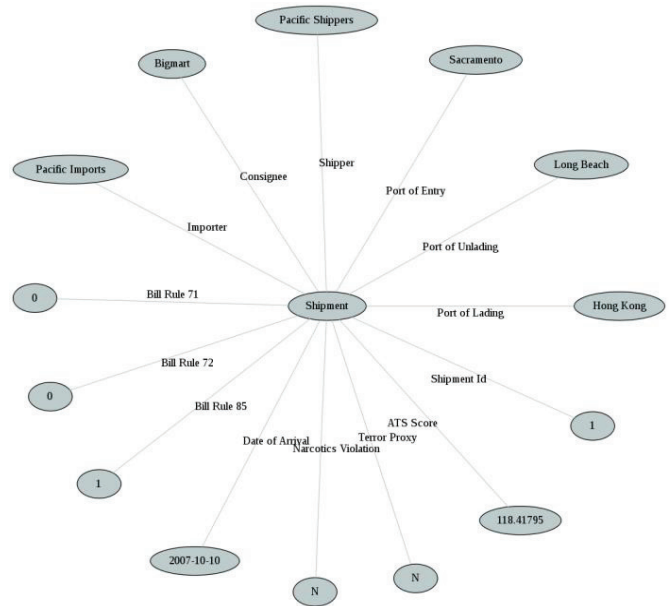 Pacific Shippers
Bigmart
Sacramento
Pacific Imports
Long Beach
Shipper
Consignee
Port of Entry
Importer
Port of Unlading
0
Bill Rule 71
Shipment
Port of Lading
Hong Kong
Bill Rule 72
Shipment Id
0
Bill Rule 85
ATS Score
1
Date of Arrival
Terror Proxy
Narcotics Violation
1
118.41795
2007-10-10
N
N